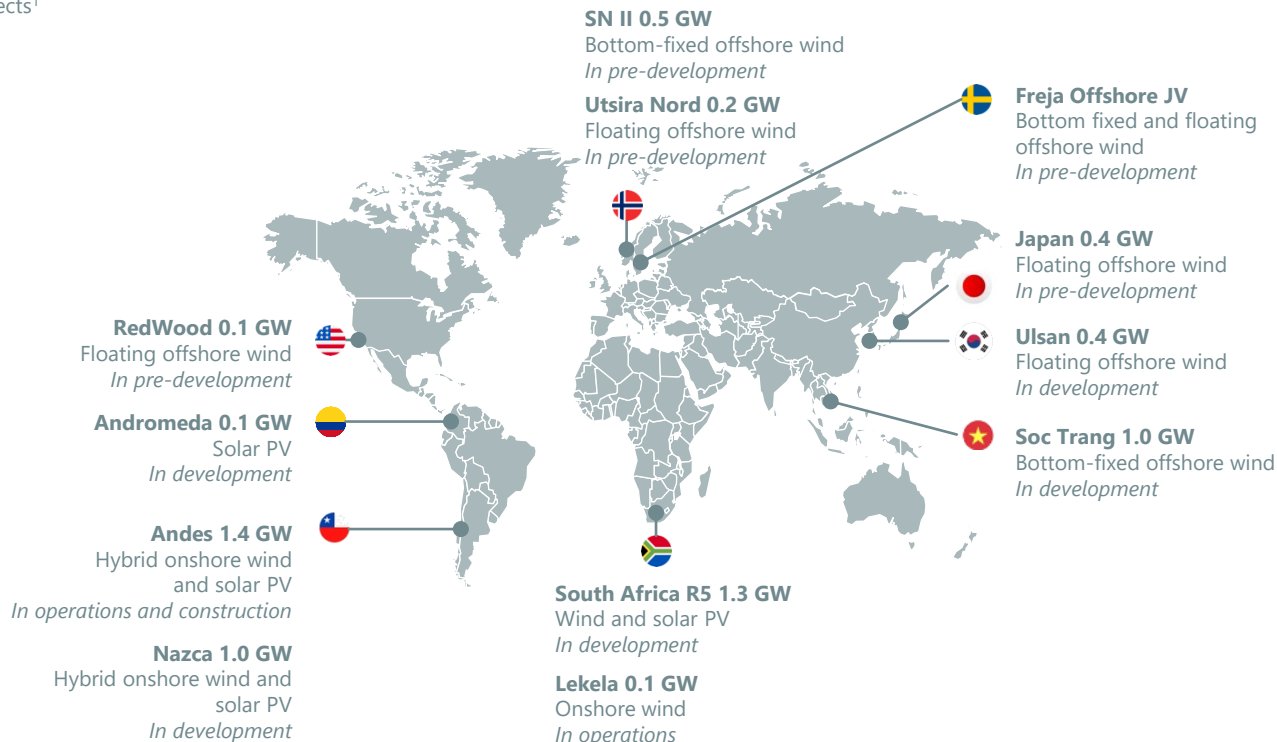 ects¹
SN II 0.5 GW
Bottom-fixed offshore wind
In pre-development
Utsira Nord 0.2 GW
Floating offshore wind
In pre-development
Freja Offshore JV
Bottom fixed and floating
offshore wind
In pre-development
Japan 0.4 GW
Floating offshore wind
In pre-development
Ulsan 0.4 GW
Floating offshore wind
In development
Soc Trang 1.0 GW
Bottom-fixed offshore wind
In development
RedWood 0.1 GW
Floating offshore wind
In pre-development
Andromeda 0.1 GW
Solar PV
In development
Andes 1.4 GW
Hybrid onshore wind
and solar PV
In operations and construction
Nazca 1.0 GW
Hybrid onshore wind and
solar PV
In development
South Africa R5 1.3 GW
Wind and solar PV
In development
Lekela 0.1 GW
Onshore wind
In operations